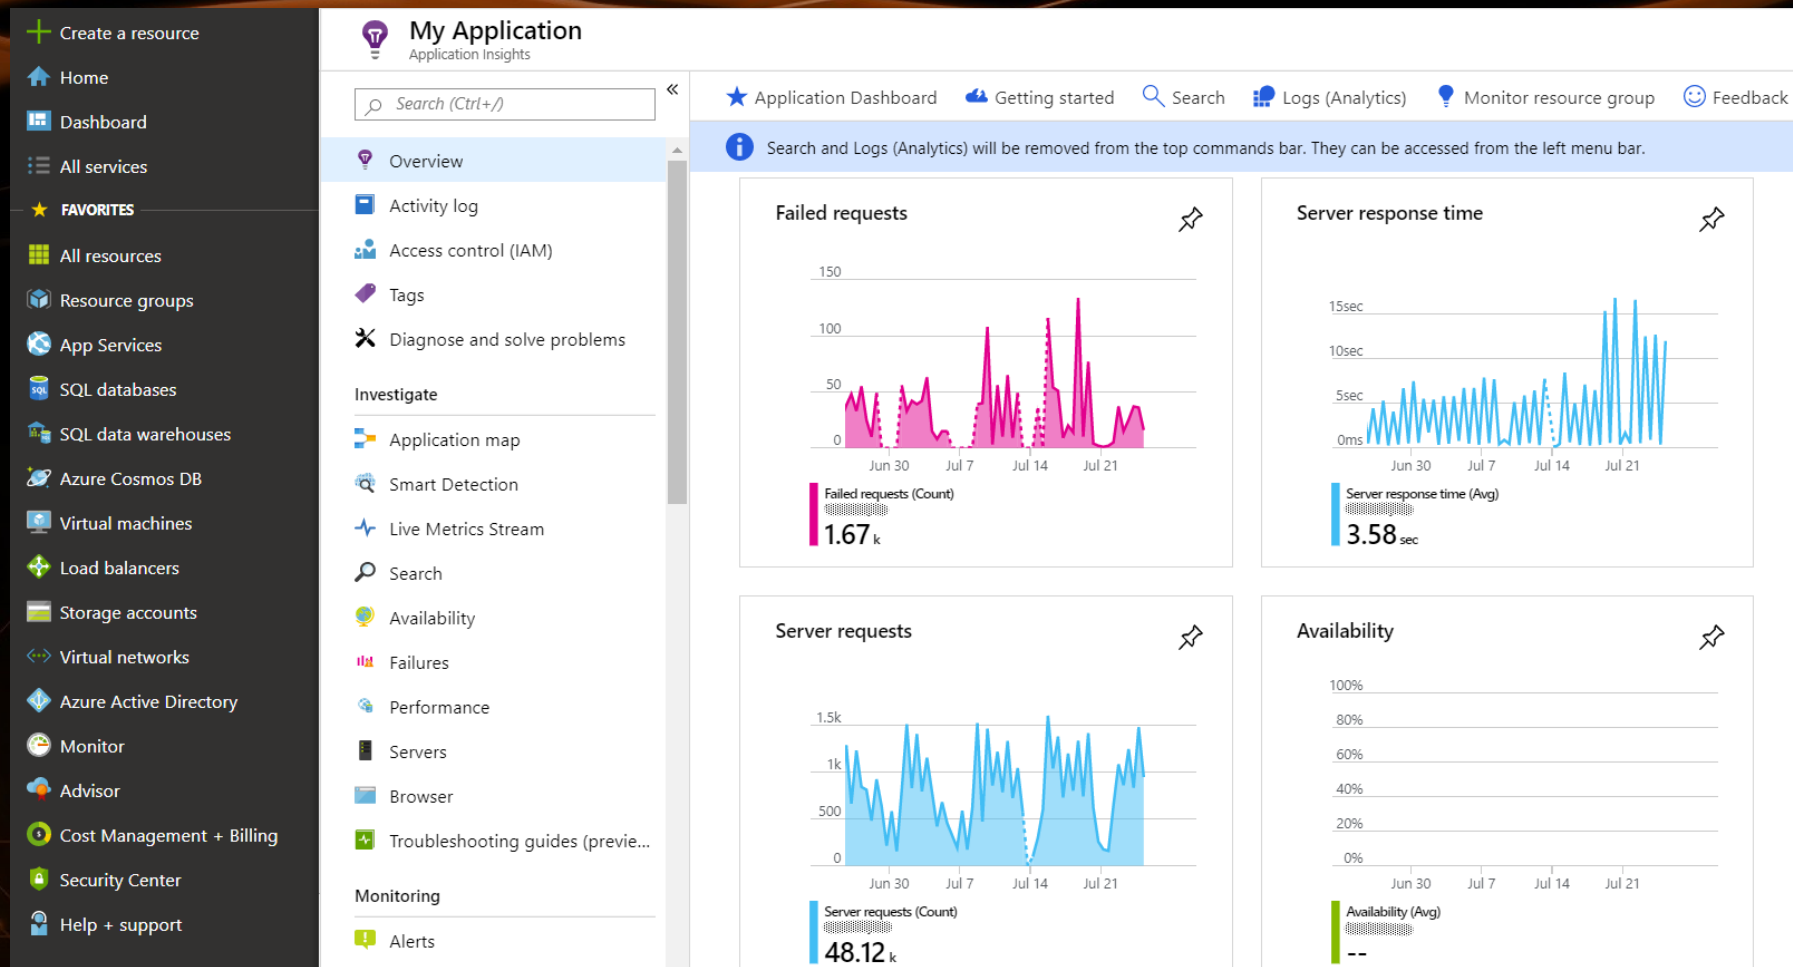 Create a resource
Home
Dashboard
All services
FAVORITES
All resources
Resource groups
App Services
SQL databases
SQL data warehouses
Azure Cosmos DB
Virtual machines
Load balancers
Storage accounts
Virtual networks
Azure Active Directory
Monitor
Advisor
Cost Management + Billing
Security Center
Help + support
My Application
Application Insights
Search (Ctrl+/)
«
Overview
Activity log
Access control (IAM)
Tags
Diagnose and solve problems
Investigate
Application map
Smart Detection
Live Metrics Stream
Search
Availability
Failures
Performance
Servers
Browser
Troubleshooting guides (previe...
Monitoring
Alerts
Application Dashboard Getting started Search Logs (Analytics) Monitor resource group Feedback
Search and Logs (Analytics) will be removed from the top commands bar. They can be accessed from the left menu bar.
Failed requests
150
100
50
0
Jun 30 Jul 7 Jul 14 Jul 21
Failed requests (Count)
1.67 k
Server response time
15sec
10sec
5sec
0ms
Jun 30 Jul 7 Jul 14 Jul 21
Server response time (Avg)
3.58 sec
Server requests
1.5k
1k
500
0
Jun 30 Jul 7 Jul 14 Jul 21
Server requests (Count)
48.12 k
Availability
100%
80%
60%
40%
20%
0%
Jun 30 Jul 7 Jul 14 Jul 21
Availability (Avg)
--